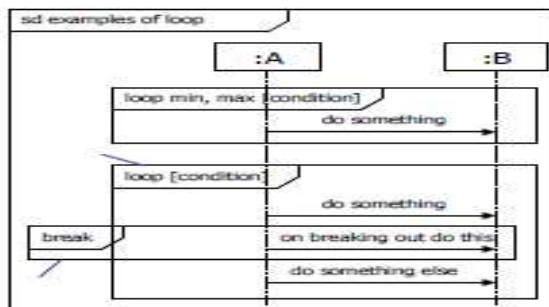 sd examples of loop
:A :B
loop min, max [condition]
do something
loop [condition]
do something
break on breaking out do this
do something else